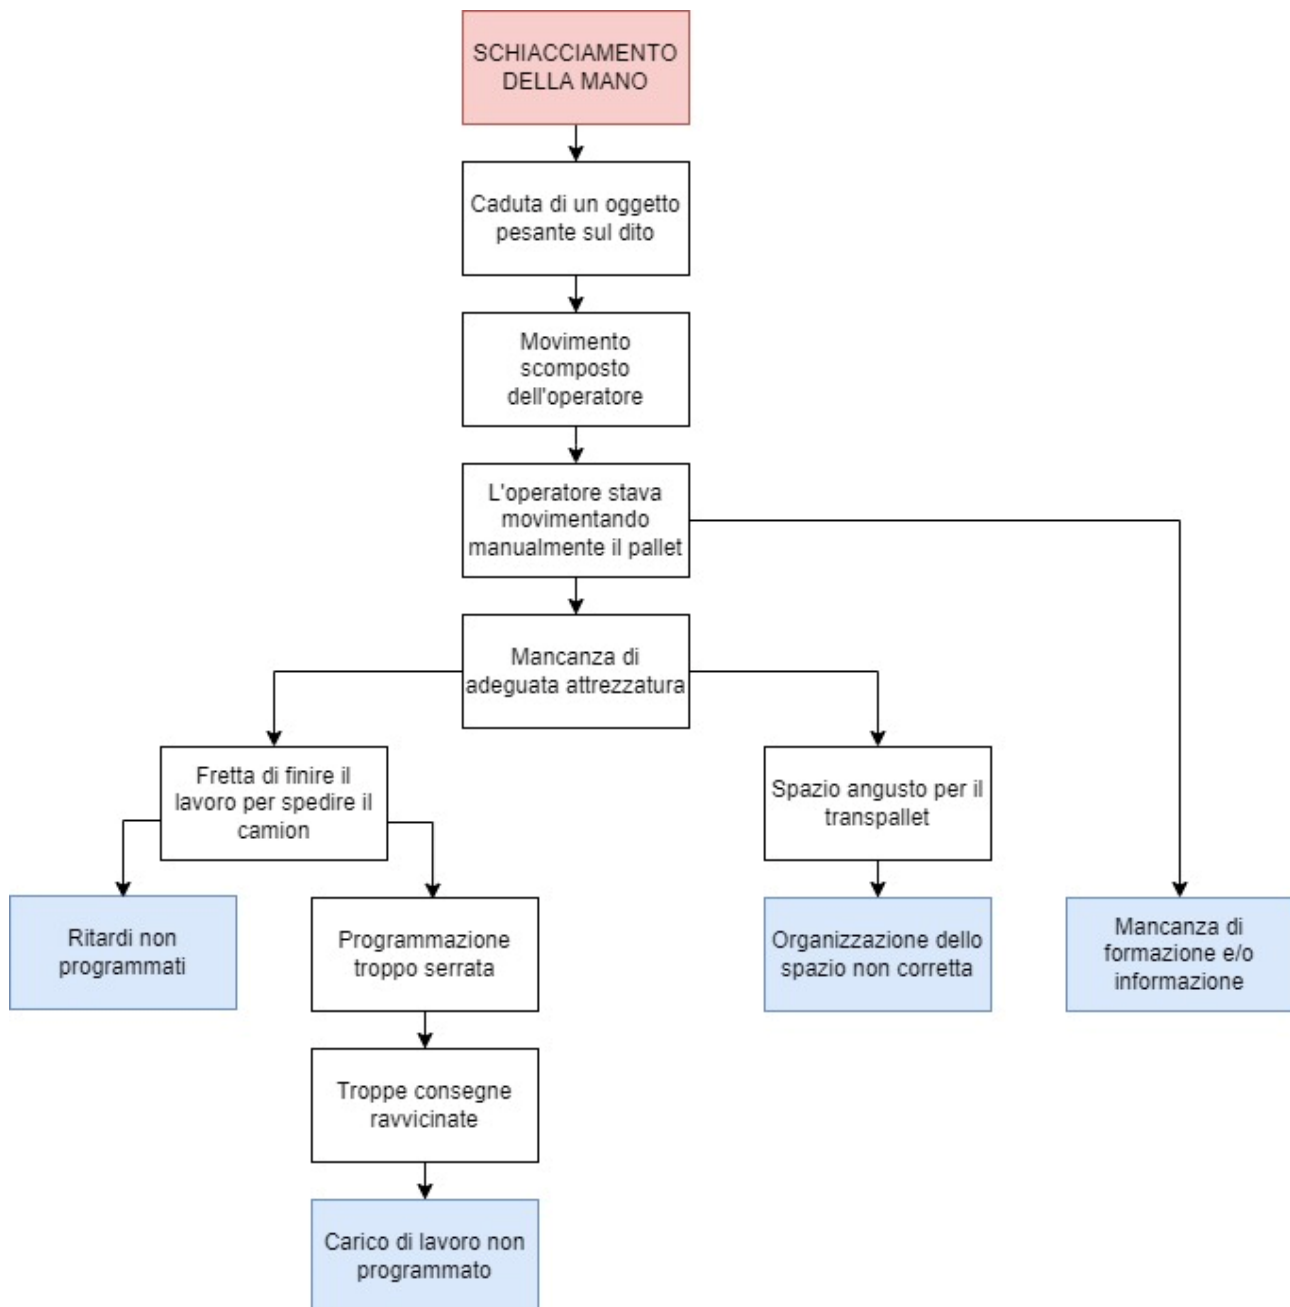 SCHIACCIAMENTO
DELLA MANO
Caduta di un oggetto
pesante sul dito
Movimento
scomposto
dell'operatore
L'operatore stava
movimentando
manualmente il pallet
Mancanza di
adeguata attrezzatura
Fretta di finire il
lavoro per spedire il
camion
Spazio angusto per il
transpallet
Ritardi non
programmati
Programmazione
troppo serrata
Organizzazione dello
spazio non corretta
Mancanza di
formazione e/o
informazione
Troppe consegne
ravvicinate
Carico di lavoro non
programmato